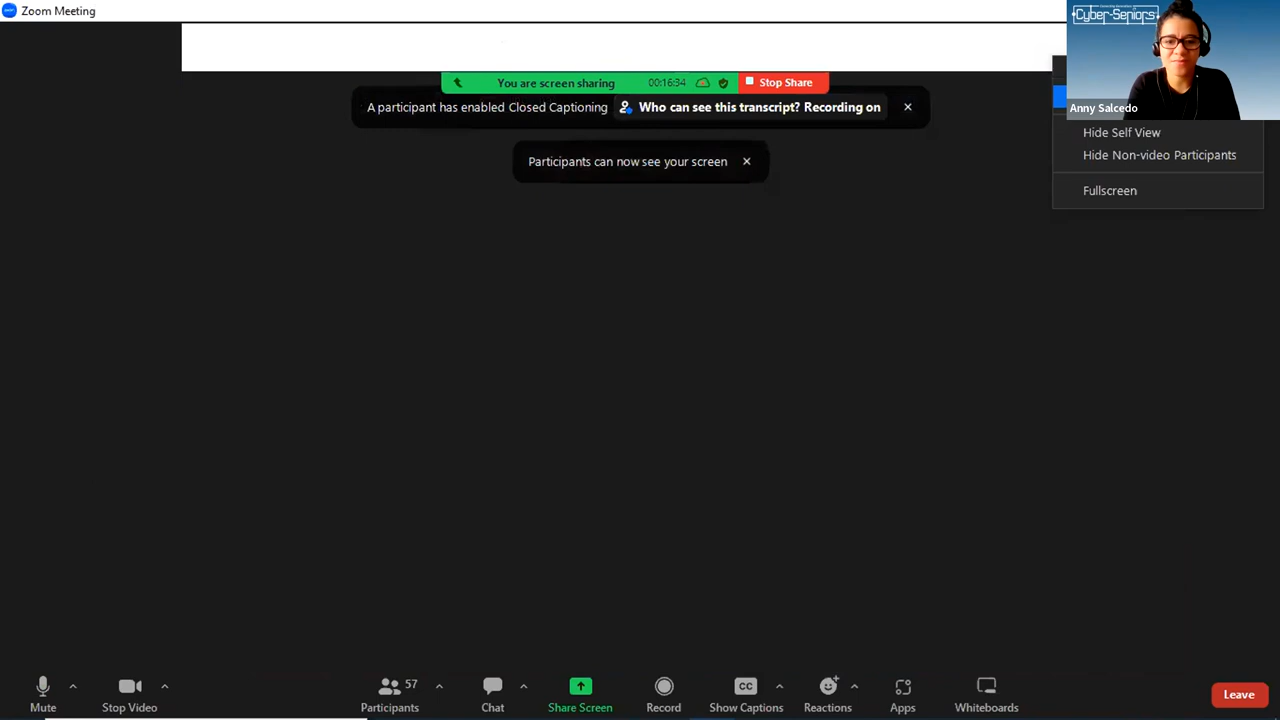 Zoom Meeting
Cyber-Seniors
You are screen sharing
00:16:34
Stop Share
A participant has enabled Closed Captioning
Who can see this transcript? Recording on
Anny Salcedo
Participants can now see your screen
Hide Self View
Hide Non-video Participants
Fullscreen
57
CC
Mute
Stop Video
Participants
Chat
Share Screen
Record
Show Captions
Reactions
Apps
Whiteboards
Leave